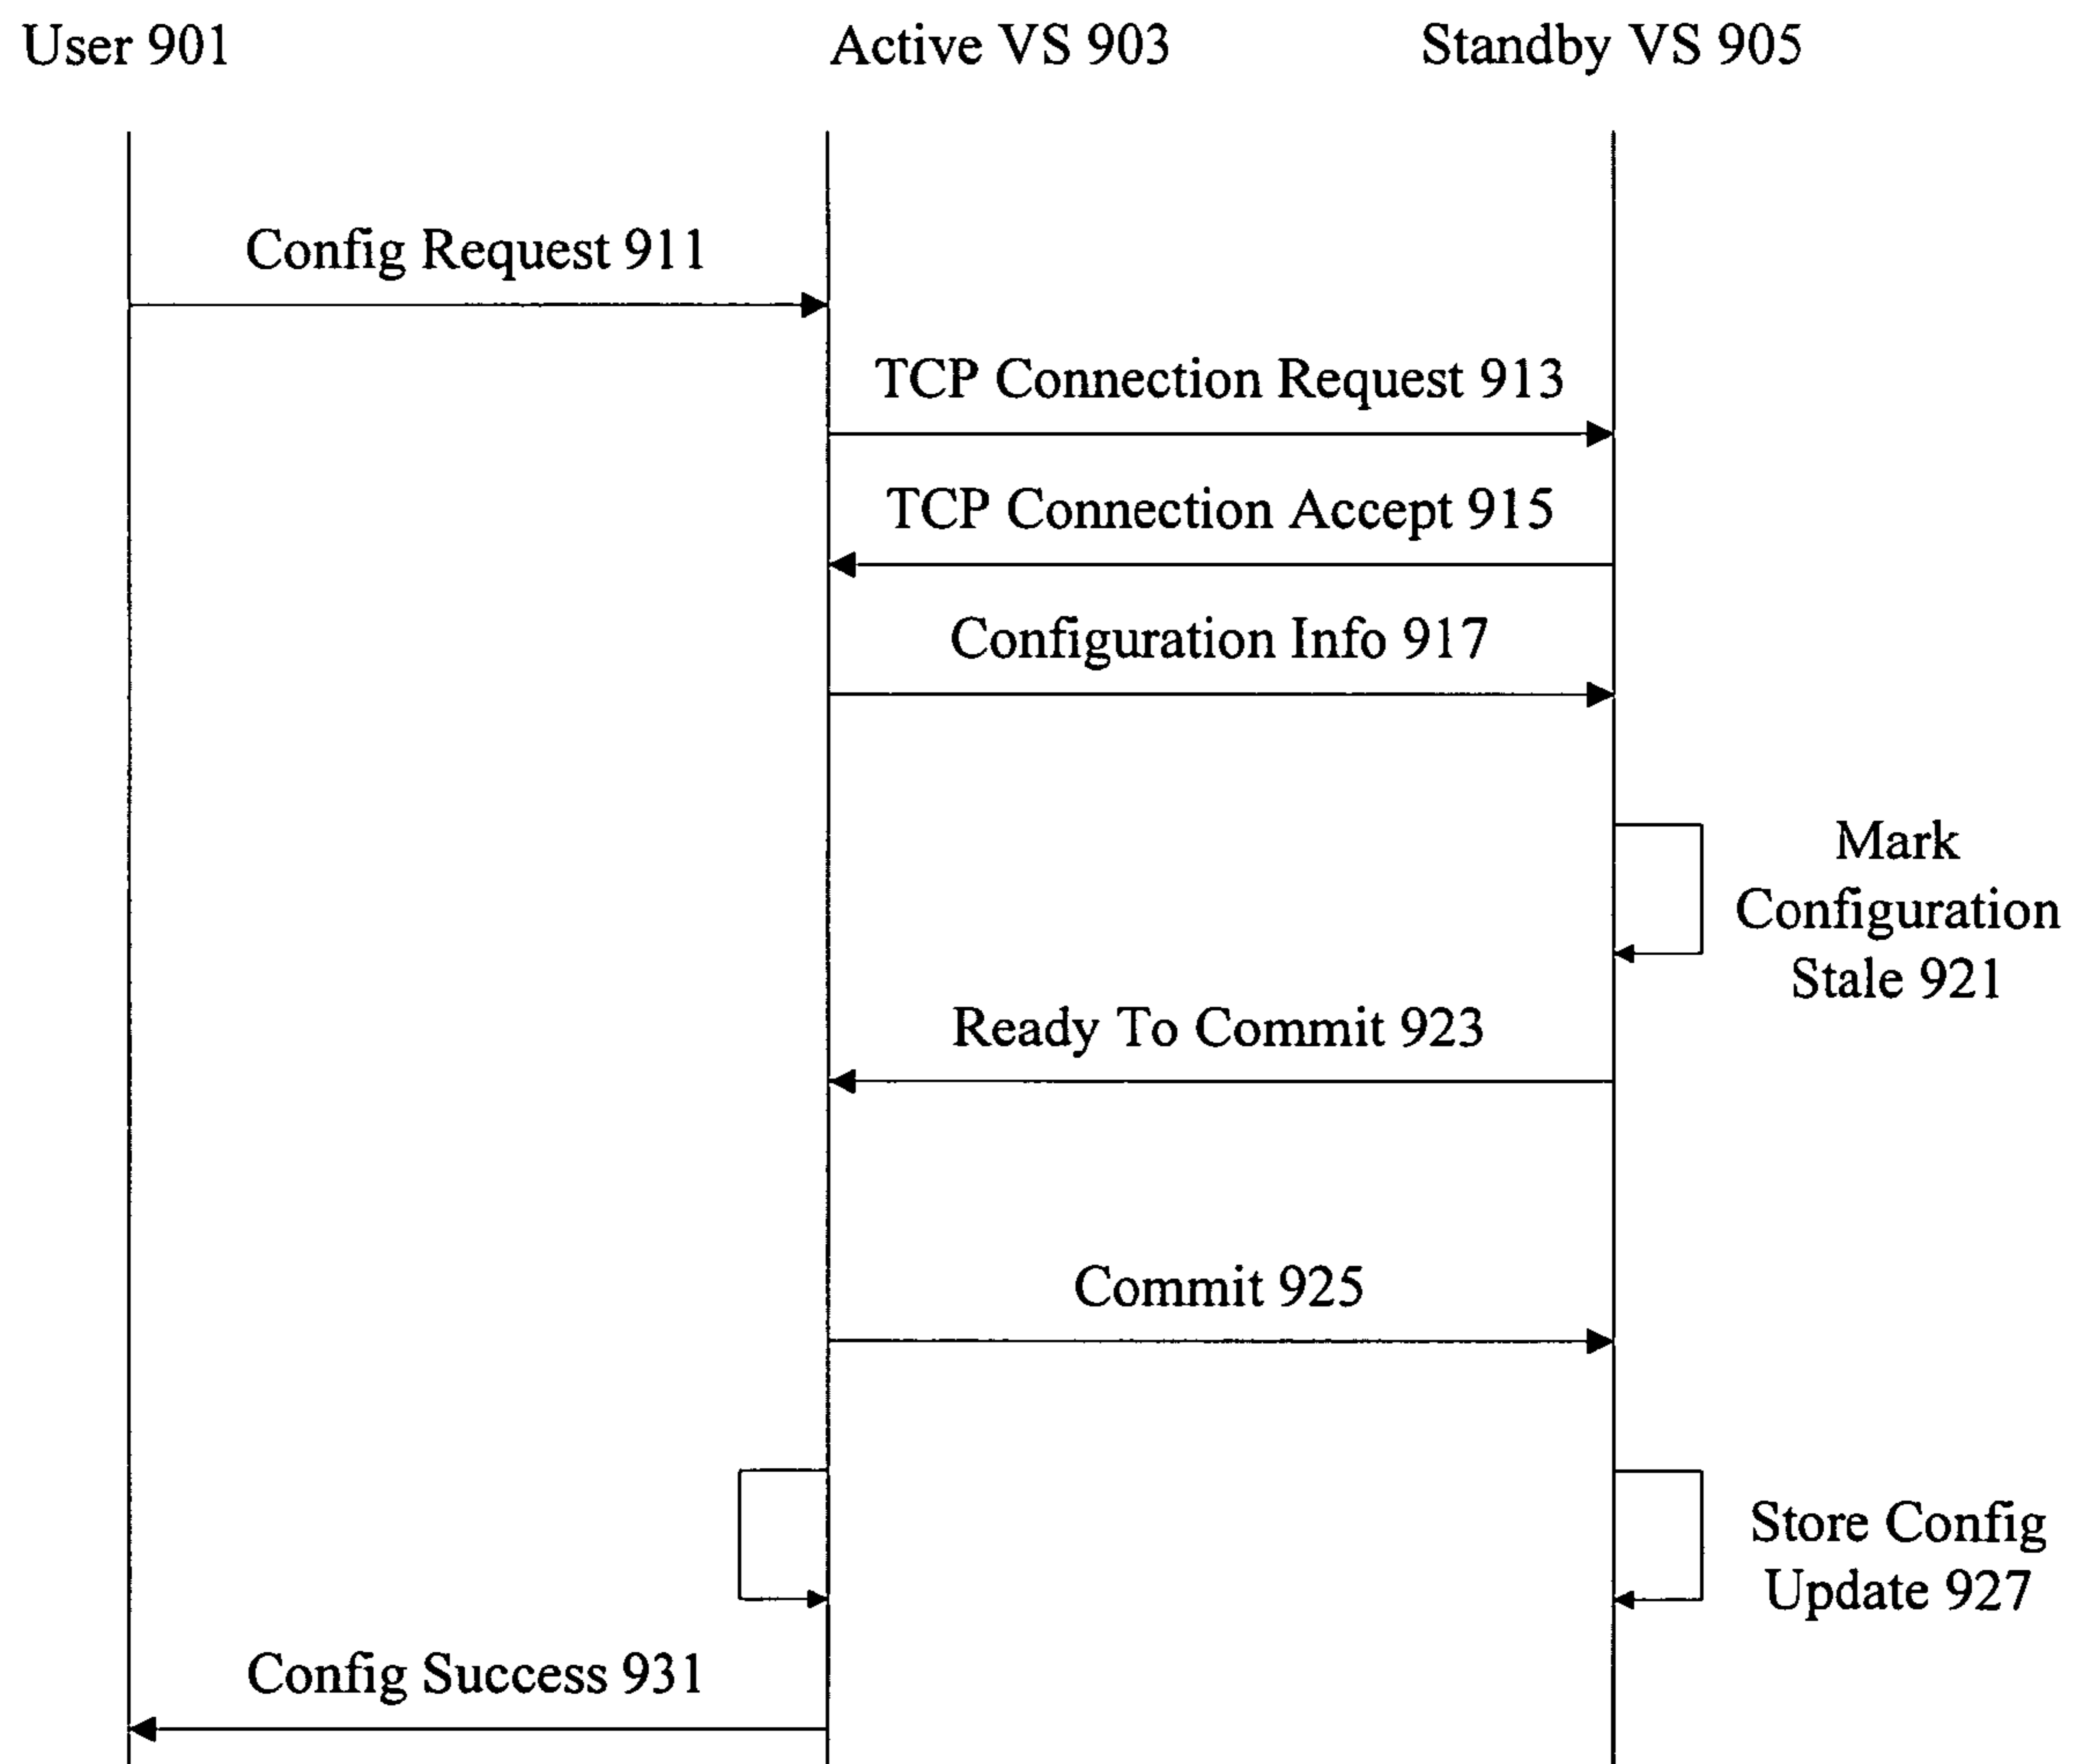 User 901
Active VS 903
Standby VS 905
Config Request 911
TCP Connection Request 913
TCP Connection Accept 915
Configuration Info 917
Mark
Configuration
Stale 921
Ready To Commit 923
Commit 925
Store Config
Update 927
Config Success 931